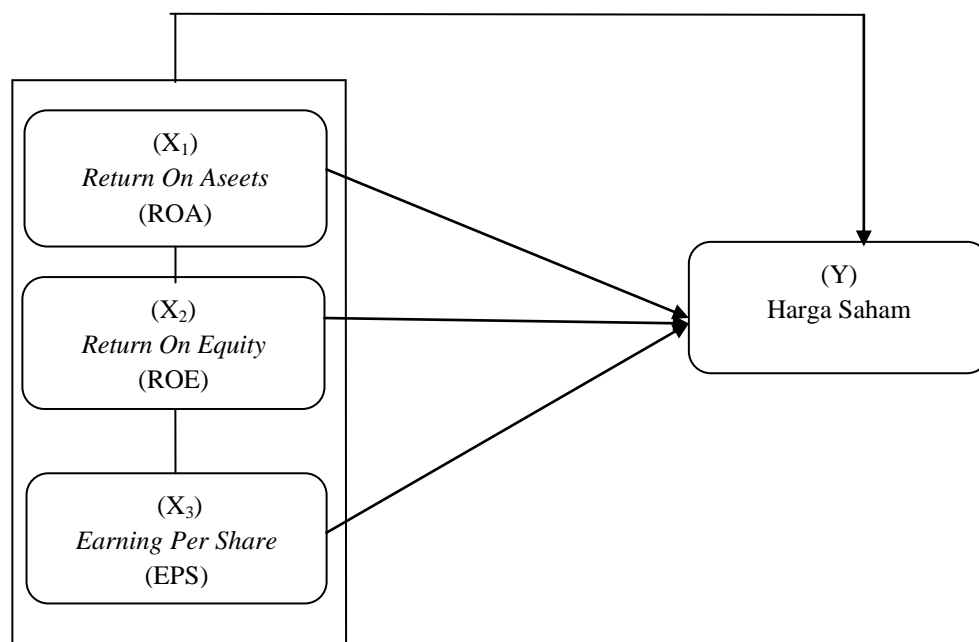 (X₁)
Return On Aseets
(ROA)
(X₂)
Return On Equity
(ROE)
(X₃)
Earning Per Share
(EPS)
(Y)
Harga Saham